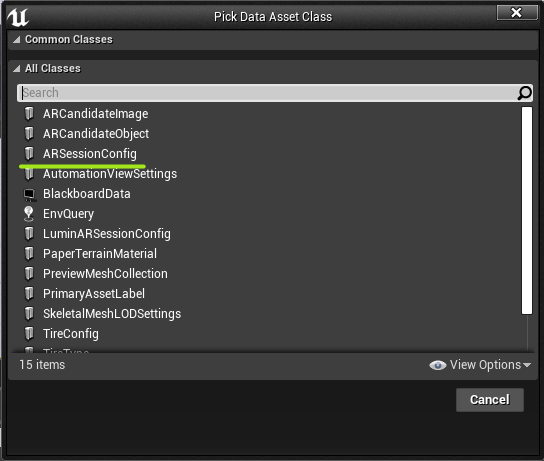 Pick Data Asset Class
Common Classes
All Classes
Search
ARCandidateImage
ARCandidateObject
ARSessionConfig
AutomationViewSettings
BlackboardData
EnvQuery
LuminARSessionConfig
PaperTerrainMaterial
PreviewMeshCollection
PrimaryAssetLabel
SkeletalMeshLODSettings
TireConfig
TireType
15 items
View Options
Cancel